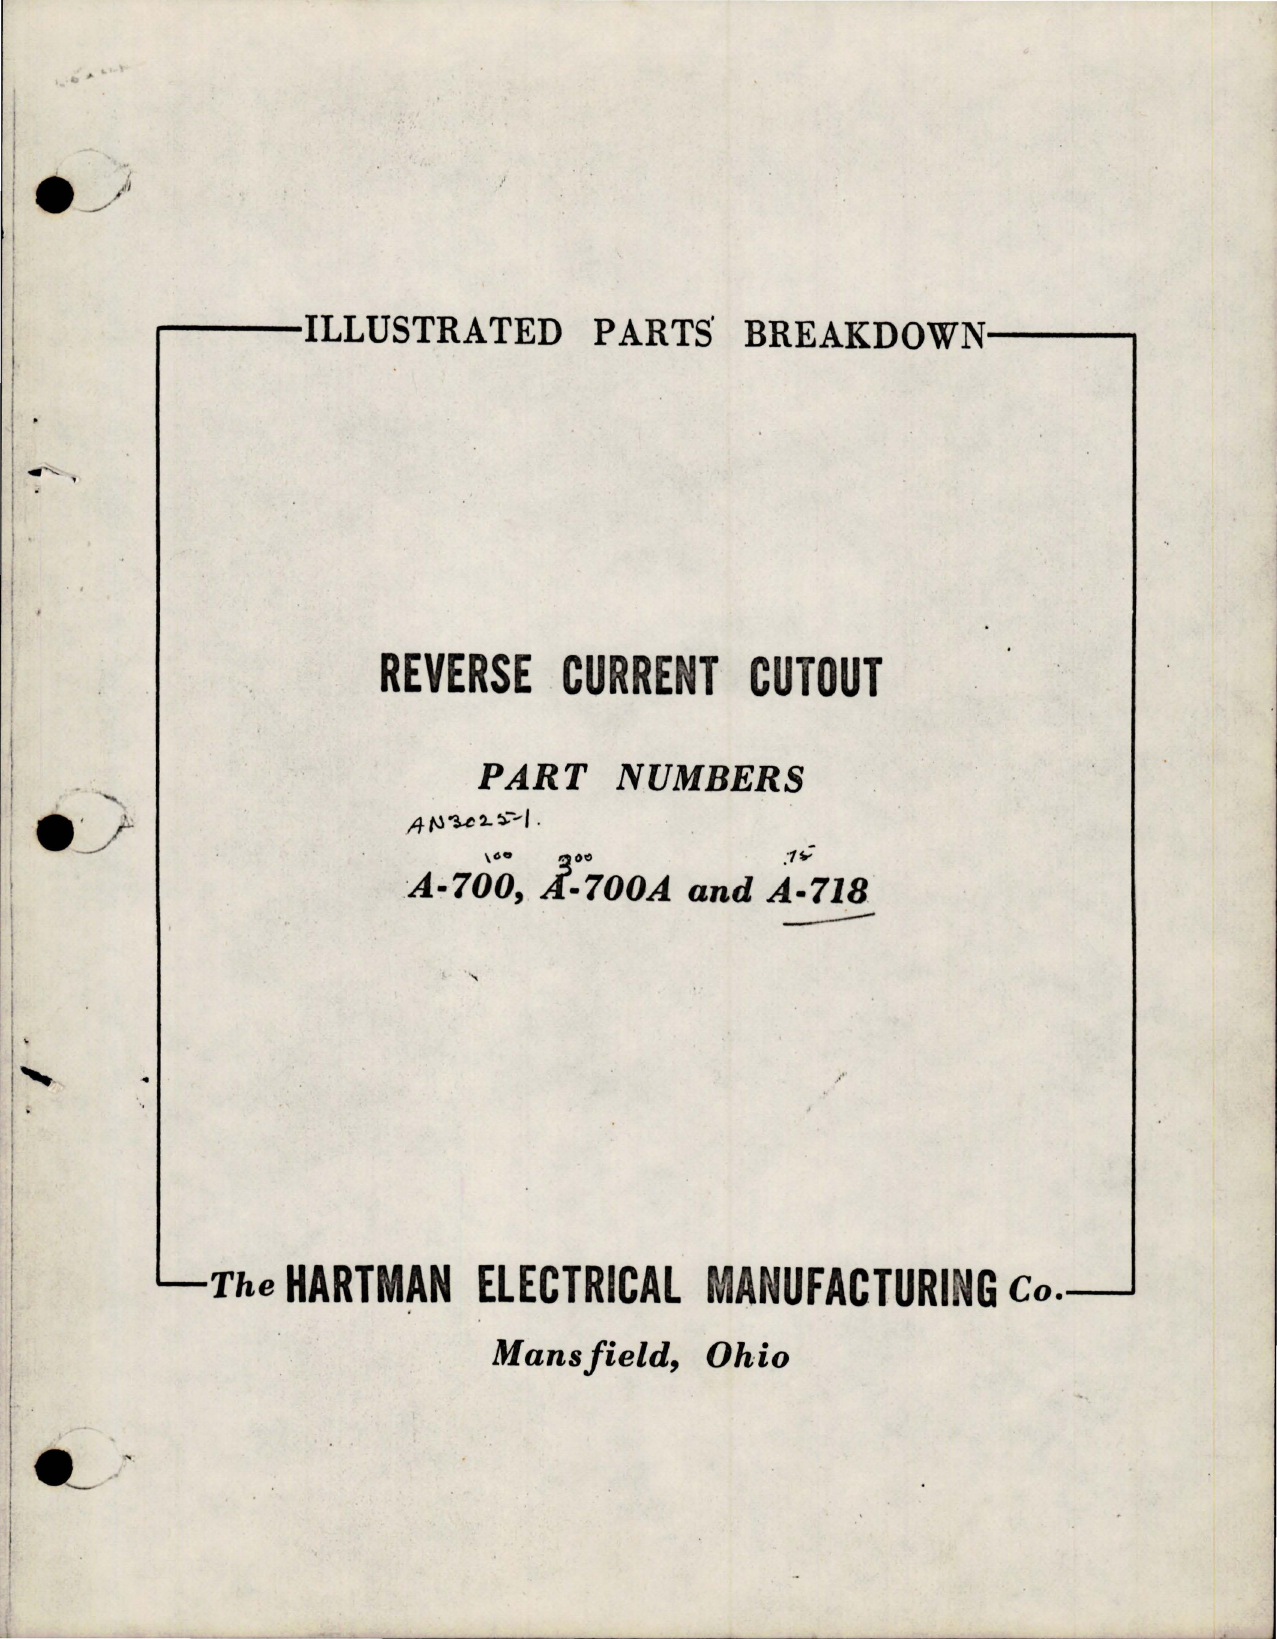 ILLUSTRATED PARTS BREAKDOWN
REVERSE CURRENT CUTOUT
PART NUMBERS
AN3025-1.
100 300 .75
A-700, A-700A and A-718
The HARTMAN ELECTRICAL MANUFACTURING Co.
Mansfield, Ohio